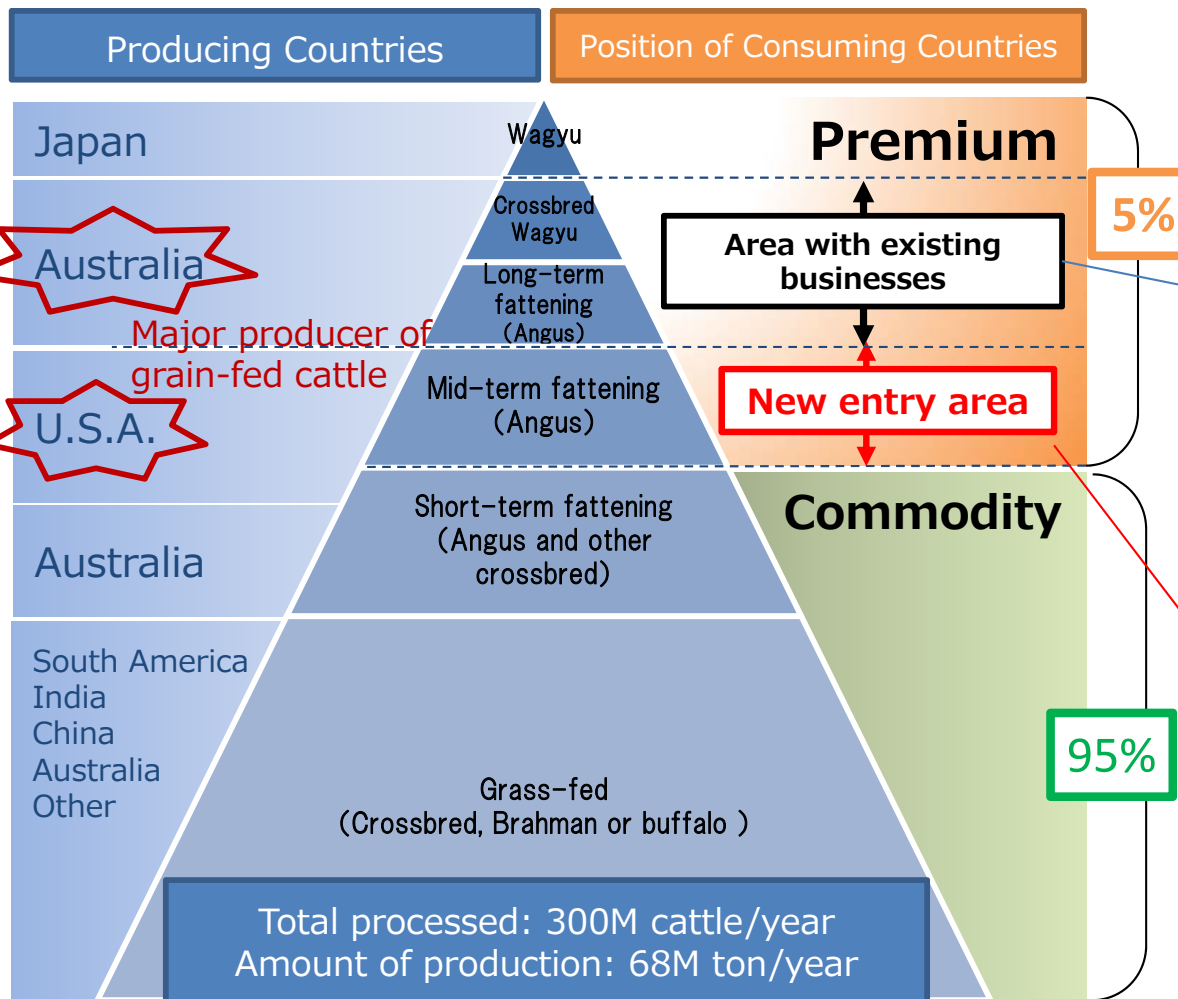 Producing Countries
Position of Consuming Countries
Japan
Wagyu
Premium
5%
Australia
Crossbred
Wagyu
Area with existing
businesses
Long-term
fattening
(Angus)
Major producer of
grain-fed cattle
U.S.A.
Mid-term fattening
(Angus)
New entry area
Australia
Short-term fattening
(Angus and other
crossbred)
Commodity
South America
India
China
Australia
Other
95%
Grass-fed
(Crossbred, Brahman or buffalo )
Total processed: 300M cattle/year
Amount of production: 68M ton/year